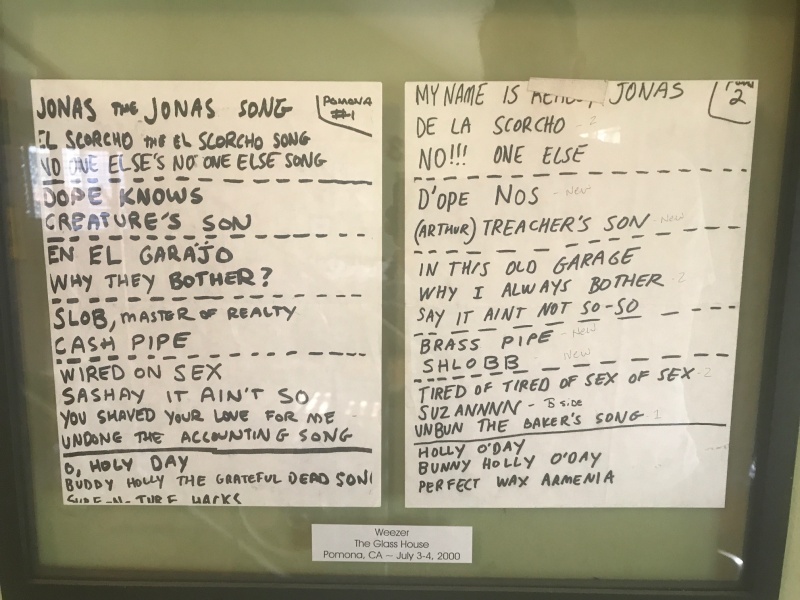 JONAS THE JONAS SONG
POMONA
#1
EL SCORCHO THE EL SCORCHO SONG
NO ONE ELSE'S NO ONE ELSE SONG
DOPE KNOWS
CREATURE'S SON
EN EL GARAJO
WHY THEY BOTHER?
SLOB, MASTER OF REALTY
CASH PIPE
WIRED ON SEX
SASHAY IT AIN'T SO
YOU SHAVED YOUR LOVE FOR ME
UNDONE THE ACCOUNTING SONG
O, HOLY DAY
BUDDY HOLLY THE GRATEFUL DEAD SONG
MY NAME IS JONAS
2
DE LA SCORCHO - 2
NO!!! ONE ELSE
D'OPE NOS - New
(ARTHUR) TREACHER'S SON - New
IN THIS OLD GARAGE
WHY I ALWAYS BOTHER - 2
SAY IT AINT NOT SO-SO
BRASS PIPE - New
SHLOBB New
TIRED OF TIRED OF SEX OF SEX - 2
SUZANNNN - B side
UNBUN THE BAKER'S SONG 1
HOLLY O'DAY
BUNNY HOLLY O'DAY
PERFECT WAX ARMENIA
Weezer
The Glass House
Pomona, CA — July 3-4, 2000